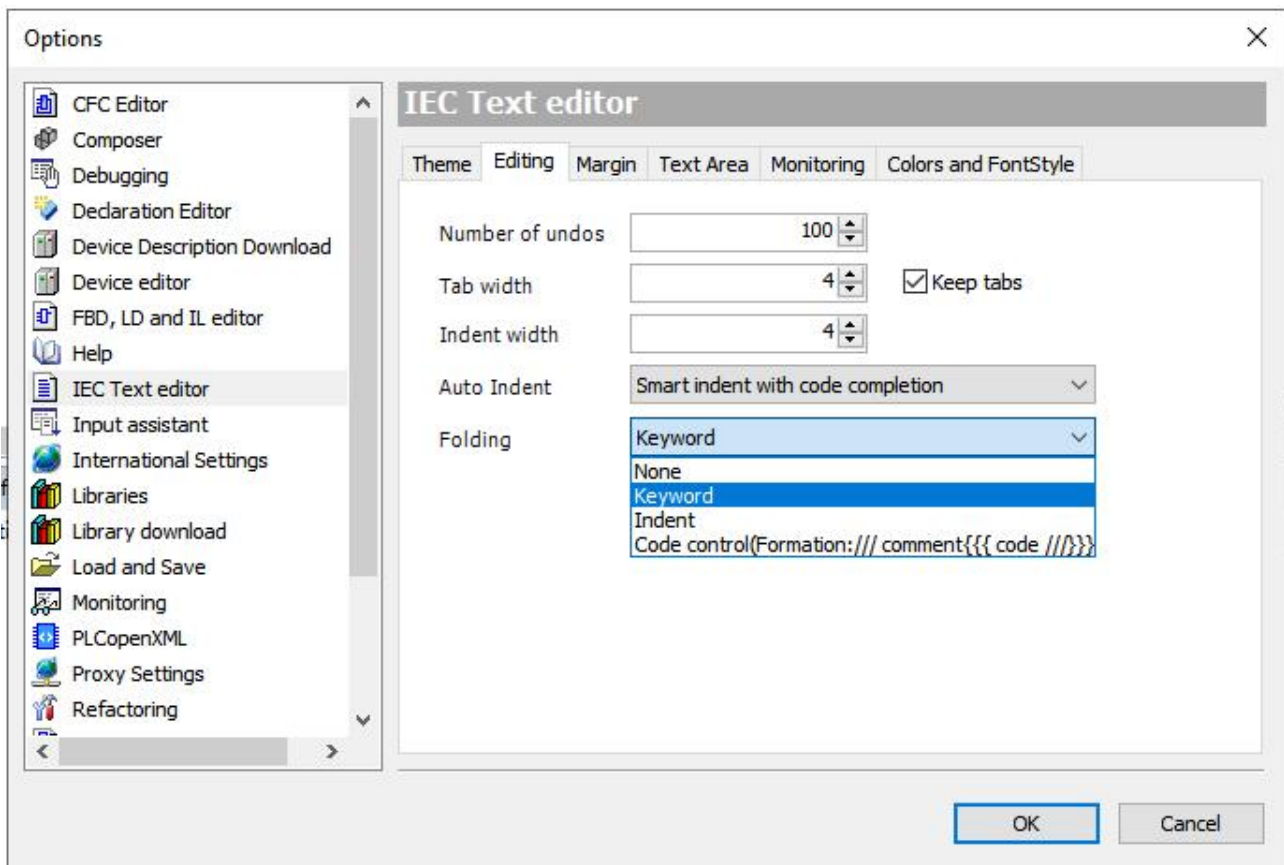 Options
CFC Editor
Composer
Debugging
Declaration Editor
Device Description Download
Device editor
FBD, LD and IL editor
Help
IEC Text editor
Input assistant
International Settings
Libraries
Library download
Load and Save
Monitoring
PLCopenXML
Proxy Settings
Refactoring
IEC Text editor
Theme Editing Margin Text Area Monitoring Colors and FontStyle
Number of undos 100
Tab width 4 Keep tabs
Indent width 4
Auto Indent Smart indent with code completion
Folding Keyword
None
Keyword
Indent
Code control(Formation:/// comment{{{ code ///}}}
OK Cancel